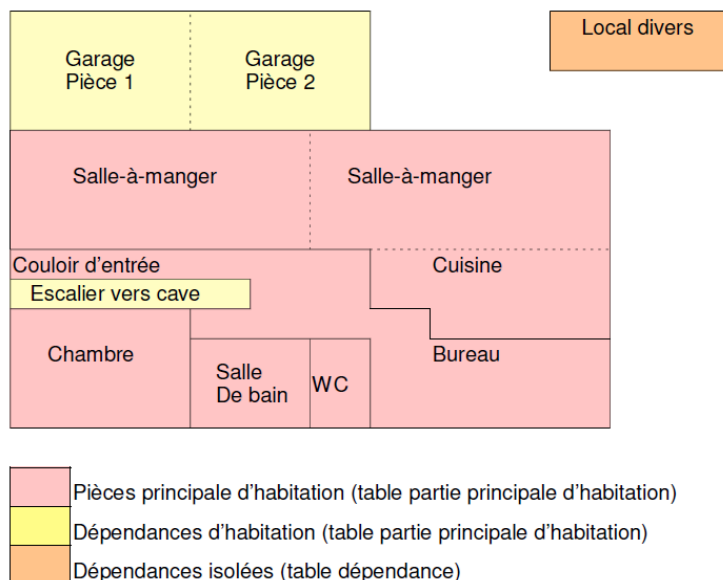 Garage
Pièce 1
Garage
Pièce 2
Local divers
Salle-à-manger
Salle-à-manger
Couloir d'entrée
Cuisine
Escalier vers cave
Chambre
Bureau
Salle
De bain
WC
Pièces principale d'habitation (table partie principale d'habitation)
Dépendances d'habitation (table partie principale d'habitation)
Dépendances isolées (table dépendance)